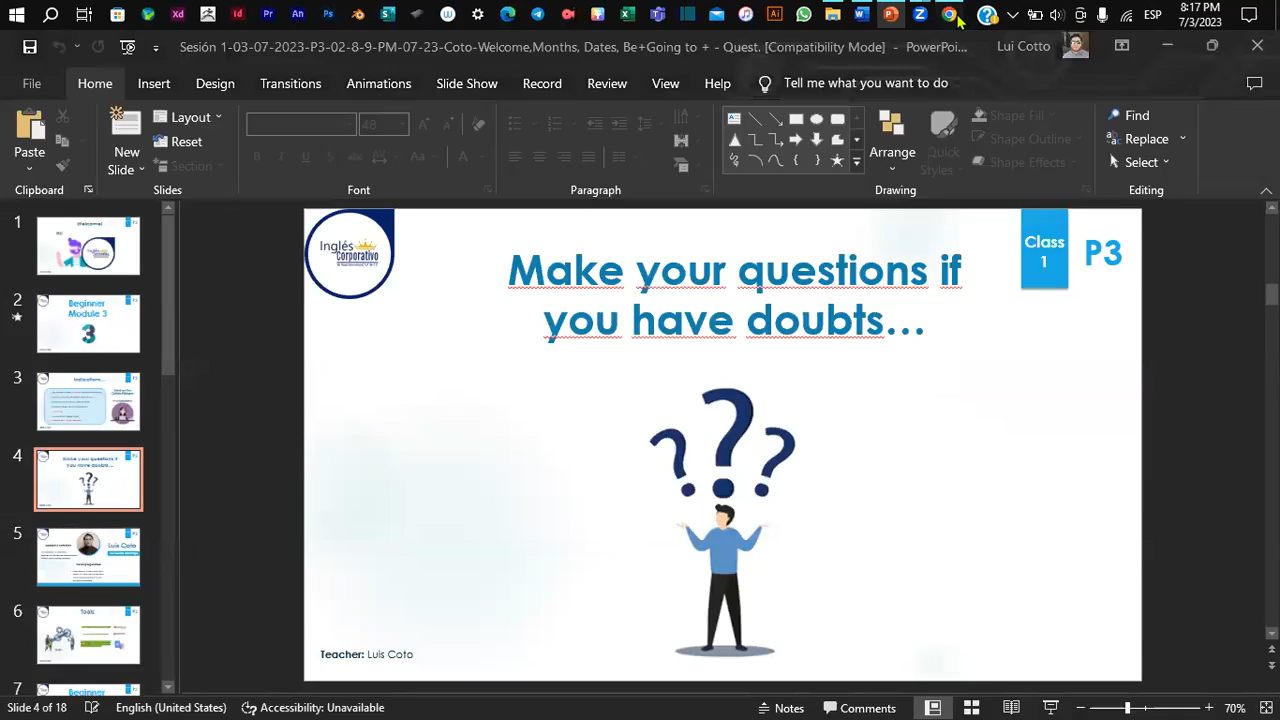 8:17 PM
ESP
7/3/2023
Sesión 1-03-07-2023-P3-02-8-9-PM-07-23-Coto-Welcome,Months, Dates, Be+Going to + - Quest. [Compatibility Mode] - PowerPoi...
Lui Cotto
File Home Insert Design Transitions Animations Slide Show Record Review View Help Tell me what you want to do
Paste
New
Slide
Layout
Reset
Section
48
Arrange
Quick
Styles
Shape Fill
Shape Outline
Shape Effects
Find
Replace
Select
Clipboard Slides Font Paragraph Drawing Editing
1
Welcome!
2
Beginner
Module 3
3
3
Indications...
4
Make your questions if
you have doubts...
5
Luis Coto
6
Tools
7
Beginner
Inglés
Corporativo
Make your questions if
you have doubts...
Class
1
P3
Teacher: Luis Coto
Slide 4 of 18 English (United States) Accessibility: Unavailable Notes Comments 70%